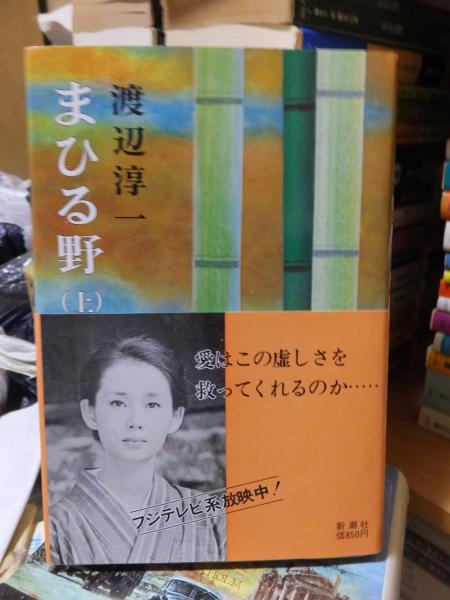 渡辺淳一
まひる野
(上)
愛はこの虚しさを
救ってくれるのか‥‥‥
フジテレビ系放映中!
新潮社
価850円
HOLM